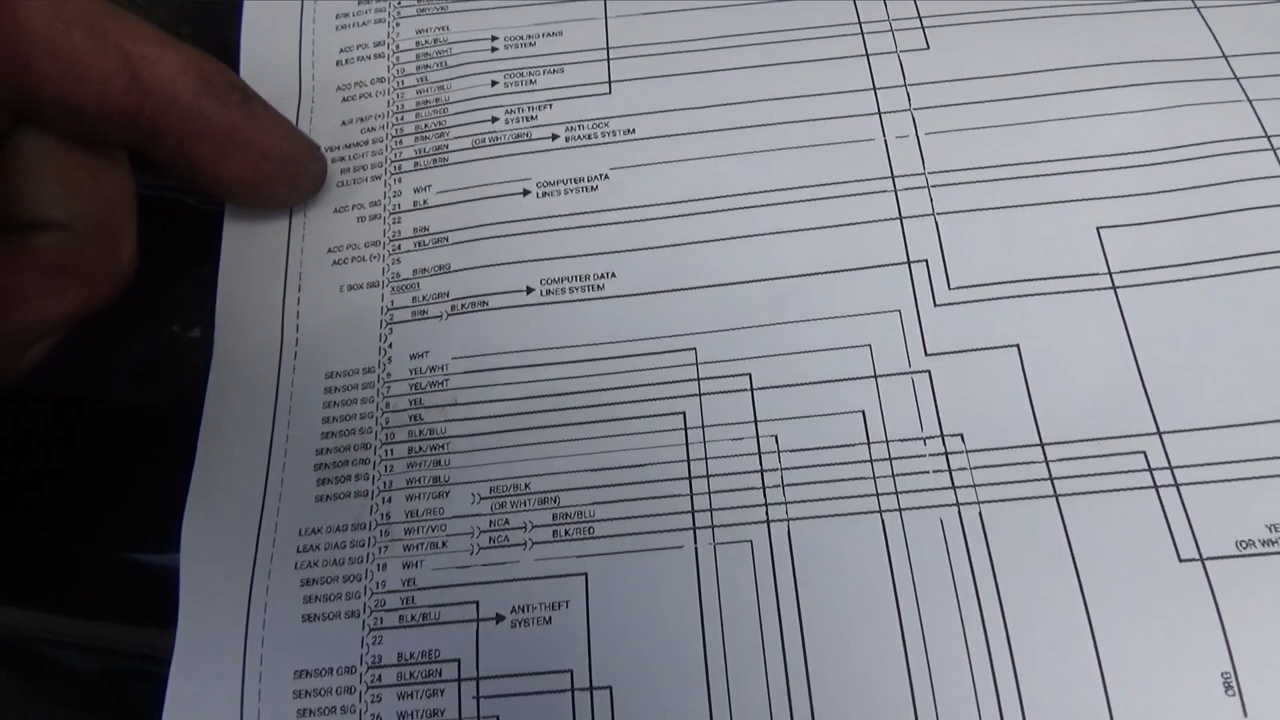 BRK LGHT SIG
5 GRY/VIO
EXH FLAP SIG
6
7 WHT/YEL
ACC PDL SIG 8 BLK/BLU COOLING FANS
ELEC FAN SIG 9 BRN/WHT SYSTEM
10 BRN/YEL
ACC PDL GRD 11 YEL COOLING FANS
ACC PDL (+) 12 WHT/BLU SYSTEM
13 BRN/BLU
AIR PMP (+) 14 BLU/RED ANTI-THEFT
CAN H 15 BLK/VIO SYSTEM
VEH IMMOB SIG 16 BRN/GRY (OR WHT/GRN) ANTI-LOCK
BRK LGHT SIG 17 YEL/GRN BRAKES SYSTEM
RR SPD SIG 18 BLU/BRN
CLUTCH SW 19
20 WHT COMPUTER DATA
ACC PDL SIG 21 BLK LINES SYSTEM
TD SIG 22
23 BRN
ACC PDL GRD 24 YEL/GRN
ACC PDL (+) 25
26 BRN/ORG
E BOX SIG X60001
1 BLK/GRN COMPUTER DATA
2 BRN BLK/BRN LINES SYSTEM
3
4
5 WHT
SENSOR SIG 6 YEL/WHT
SENSOR SIG 7 YEL/WHT
SENSOR SIG 8 YEL
SENSOR SIG 9 YEL
SENSOR SIG 10 BLK/BLU
SENSOR GRD 11 BLK/WHT
SENSOR GRD 12 WHT/BLU
SENSOR SIG 13 WHT/BLU
SENSOR SIG 14 WHT/GRY RED/BLK
15 YEL/RED (OR WHT/BRN)
LEAK DIAG SIG 16 WHT/VIO NCA BRN/BLU
LEAK DIAG SIG 17 WHT/BLK NCA BLK/RED
LEAK DIAG SIG 18 WHT
SENSOR SOG 19 YEL
SENSOR SIG 20 YEL ANTI-THEFT
SENSOR SIG 21 BLK/BLU SYSTEM
22
23 BLK/RED
SENSOR GRD 24 BLK/GRN
SENSOR GRD 25 WHT/GRY
SENSOR SIG 26 WHT/GRY
ORG